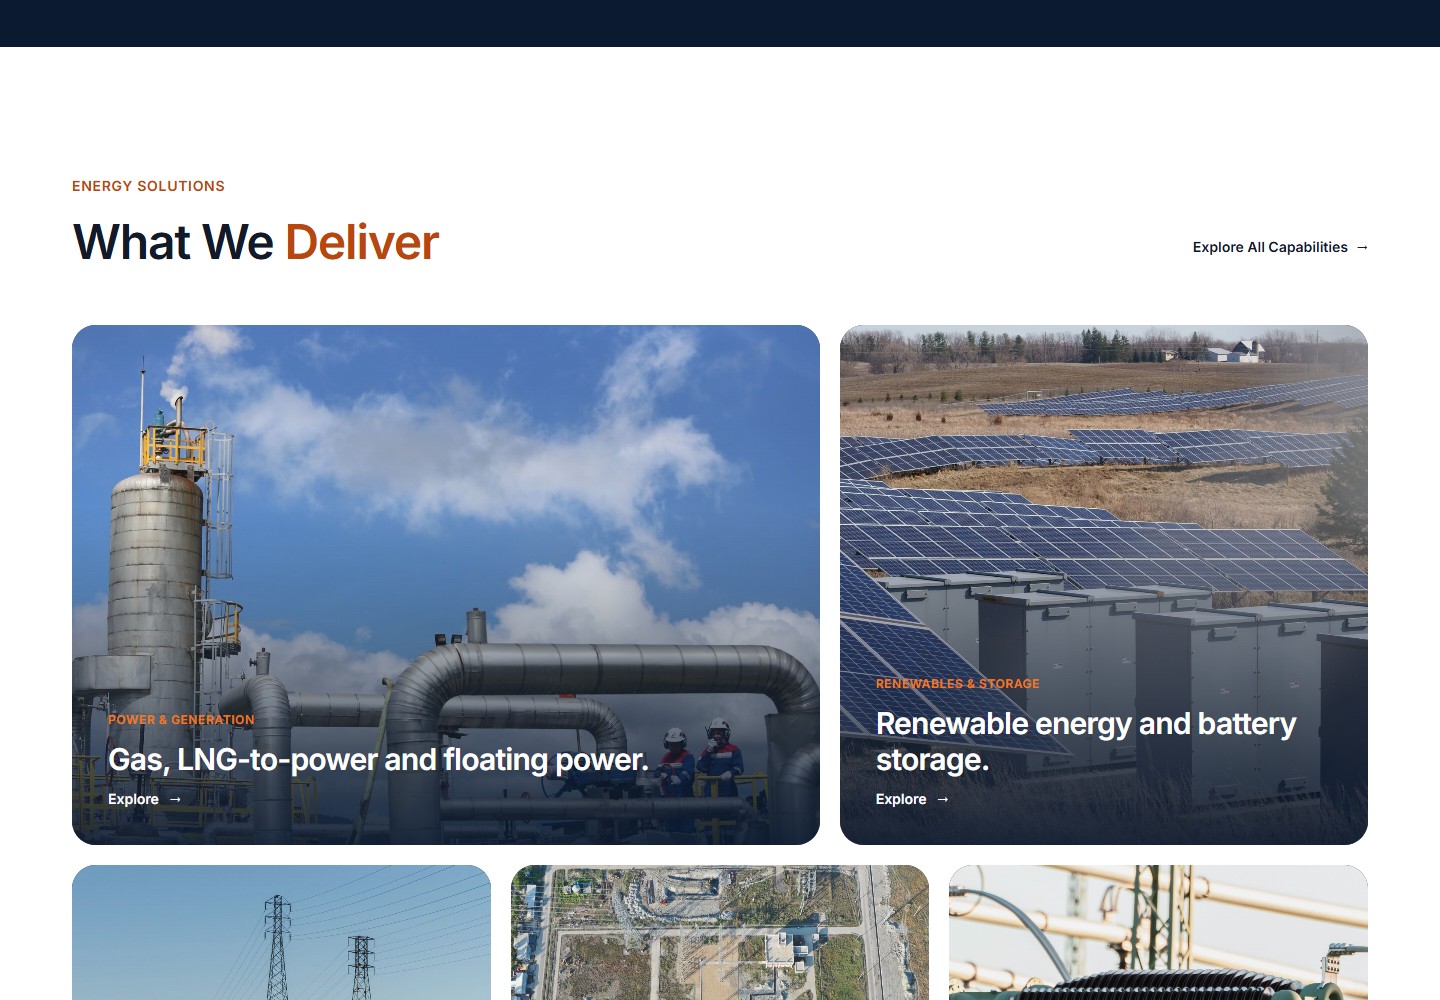 ENERGY SOLUTIONS
What We Deliver
Explore All Capabilities →
POWER & GENERATION
Gas, LNG-to-power and floating power.
Explore →
RENEWABLES & STORAGE
Renewable energy and battery
storage.
Explore →